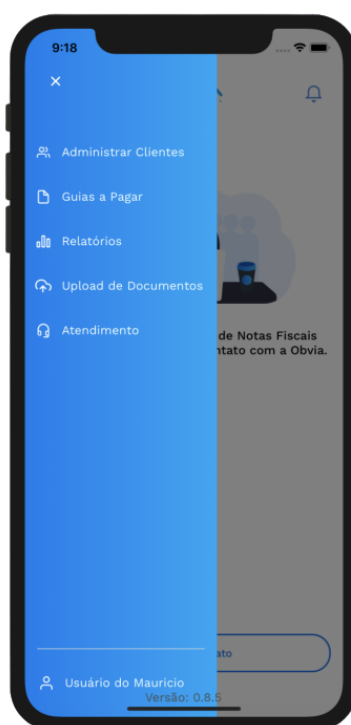 9:18
Administrar Clientes
Guias a Pagar
Relatórios
Upload de Documentos
Atendimento
de Notas Fiscais
ntato com a Obvia.
ato
Usuário do Mauricio
Versão: 0.8.5